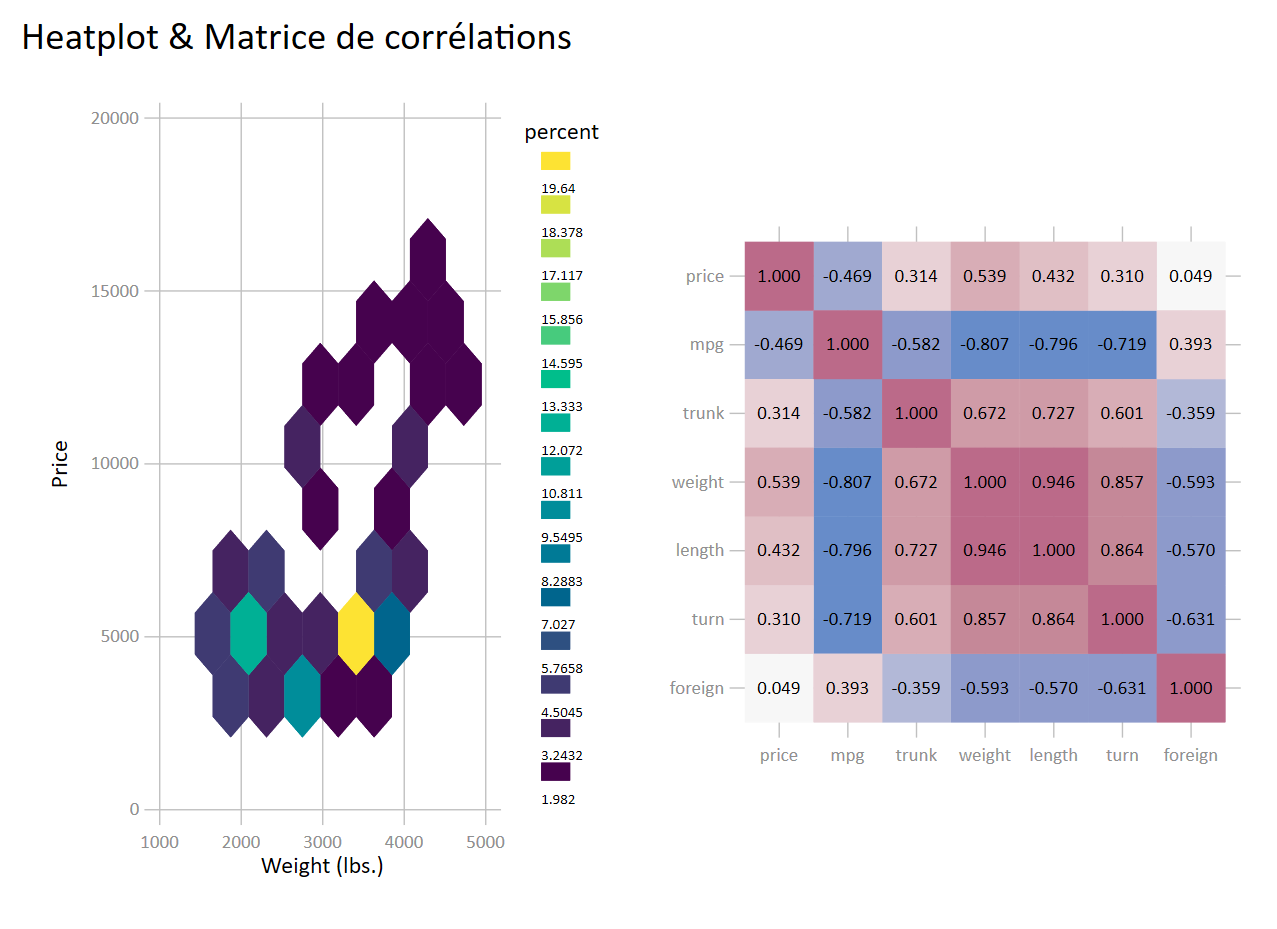 Heatplot & Matrice de corrélations
20000
15000
10000
5000
0
Price
1000 2000 3000 4000 5000
Weight (lbs.)
percent
19.64
18.378
17.117
15.856
14.595
13.333
12.072
10.811
9.5495
8.2883
7.027
5.7658
4.5045
3.2432
1.982
price 1.000 -0.469 0.314 0.539 0.432 0.310 0.049
mpg -0.469 1.000 -0.582 -0.807 -0.796 -0.719 0.393
trunk 0.314 -0.582 1.000 0.672 0.727 0.601 -0.359
weight 0.539 -0.807 0.672 1.000 0.946 0.857 -0.593
length 0.432 -0.796 0.727 0.946 1.000 0.864 -0.570
turn 0.310 -0.719 0.601 0.857 0.864 1.000 -0.631
foreign 0.049 0.393 -0.359 -0.593 -0.570 -0.631 1.000
price mpg trunk weight length turn foreign